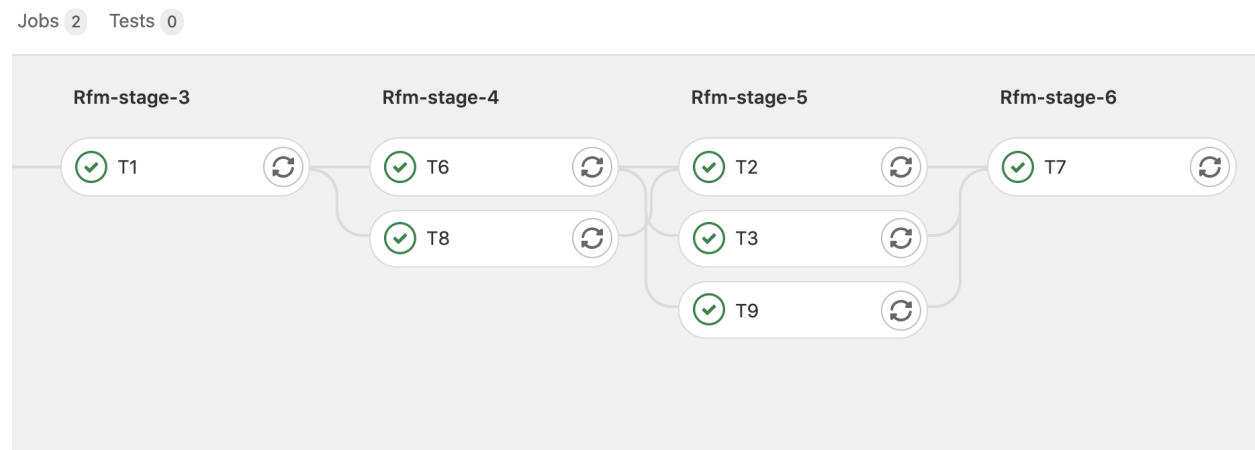 Jobs 2 Tests 0
Rfm-stage-3 Rfm-stage-4 Rfm-stage-5 Rfm-stage-6
T1 T6 T2 T7
T8 T3
T9